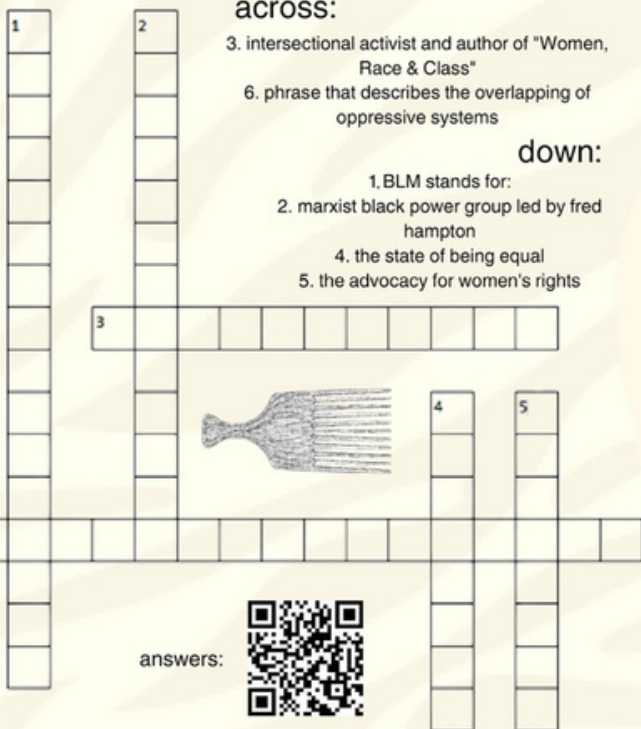 across:
3. intersectional activist and author of "Women,
Race & Class"
6. phrase that describes the overlapping of
oppressive systems
down:
1. BLM stands for:
2. marxist black power group led by fred
hampton
4. the state of being equal
5. the advocacy for women's rights
1
2
3
4
5
answers: